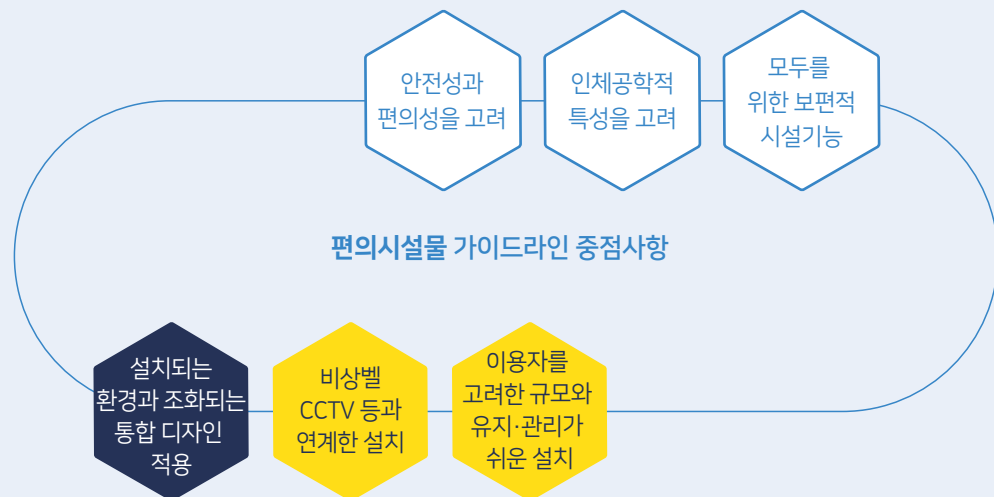 안전성과
편의성을 고려
인체공학적
특성을 고려
모두를
위한 보편적
시설기능
편의시설물 가이드라인 중점사항
설치되는
환경과 조화되는
통합 디자인
적용
비상벨
CCTV 등과
연계한 설치
이용자를
고려한 규모와
유지·관리가
쉬운 설치